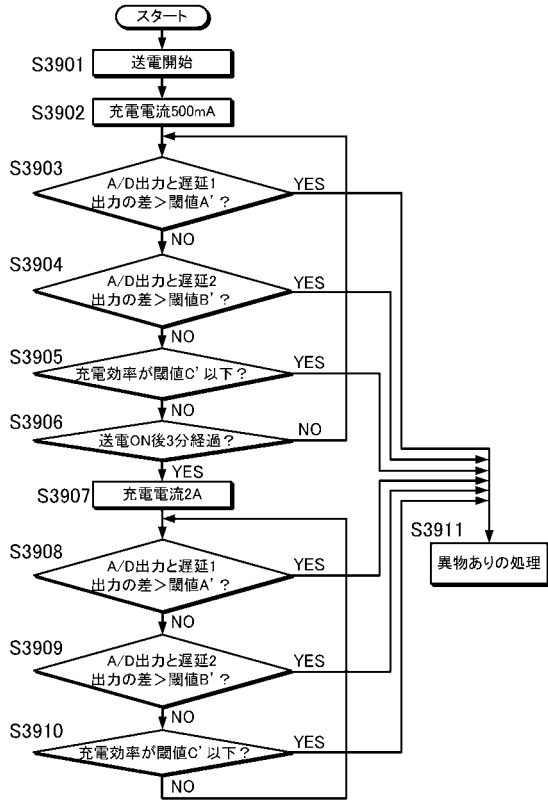 スタート
S3901
送電開始
S3902
充電電流500mA
S3903
A/D出力と遅延1
出力の差＞閾値A'？
YES
NO
S3904
A/D出力と遅延2
出力の差＞閾値B'？
YES
NO
S3905
充電効率が閾値C'以下？
YES
NO
S3906
送電ON後3分経過？
NO
YES
S3907
充電電流2A
S3908
A/D出力と遅延1
出力の差＞閾値A'？
YES
NO
S3909
A/D出力と遅延2
出力の差＞閾値B'？
YES
NO
S3910
充電効率が閾値C'以下？
YES
NO
S3911
異物ありの処理